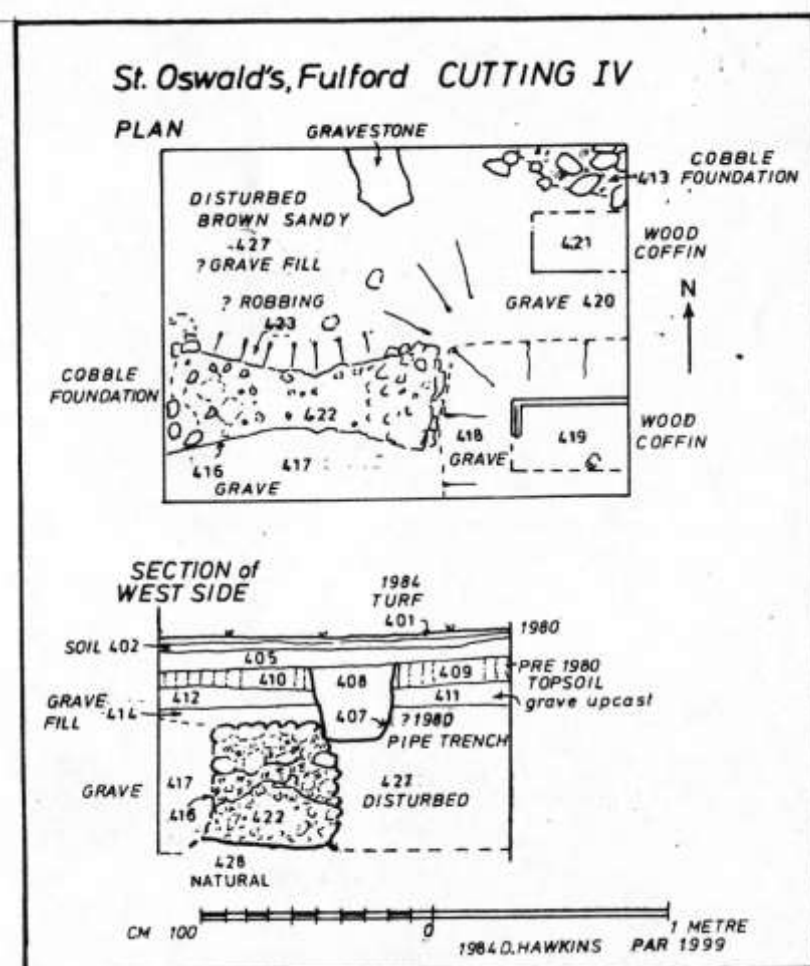 St. Oswald's, Fulford CUTTING IV
PLAN
GRAVESTONE
413 COBBLE
FOUNDATION
DISTURBED
BROWN SANDY
427
? GRAVE FILL
421
WOOD
COFFIN
GRAVE 420
N
? ROBBING
423
COBBLE
FOUNDATION
422
418
GRAVE
419
WOOD
COFFIN
416
417
GRAVE
SECTION of
WEST SIDE
1984
TURF
401
1980
SOIL 402
405
410
408
409
PRE 1980
TOPSOIL
412
411
grave upcast
GRAVE
FILL
414
407
? 1980
PIPE TRENCH
GRAVE
417
416
422
DISTURBED
428
NATURAL
CM 100
0
1 METRE
1984 D. HAWKINS PAR 1999